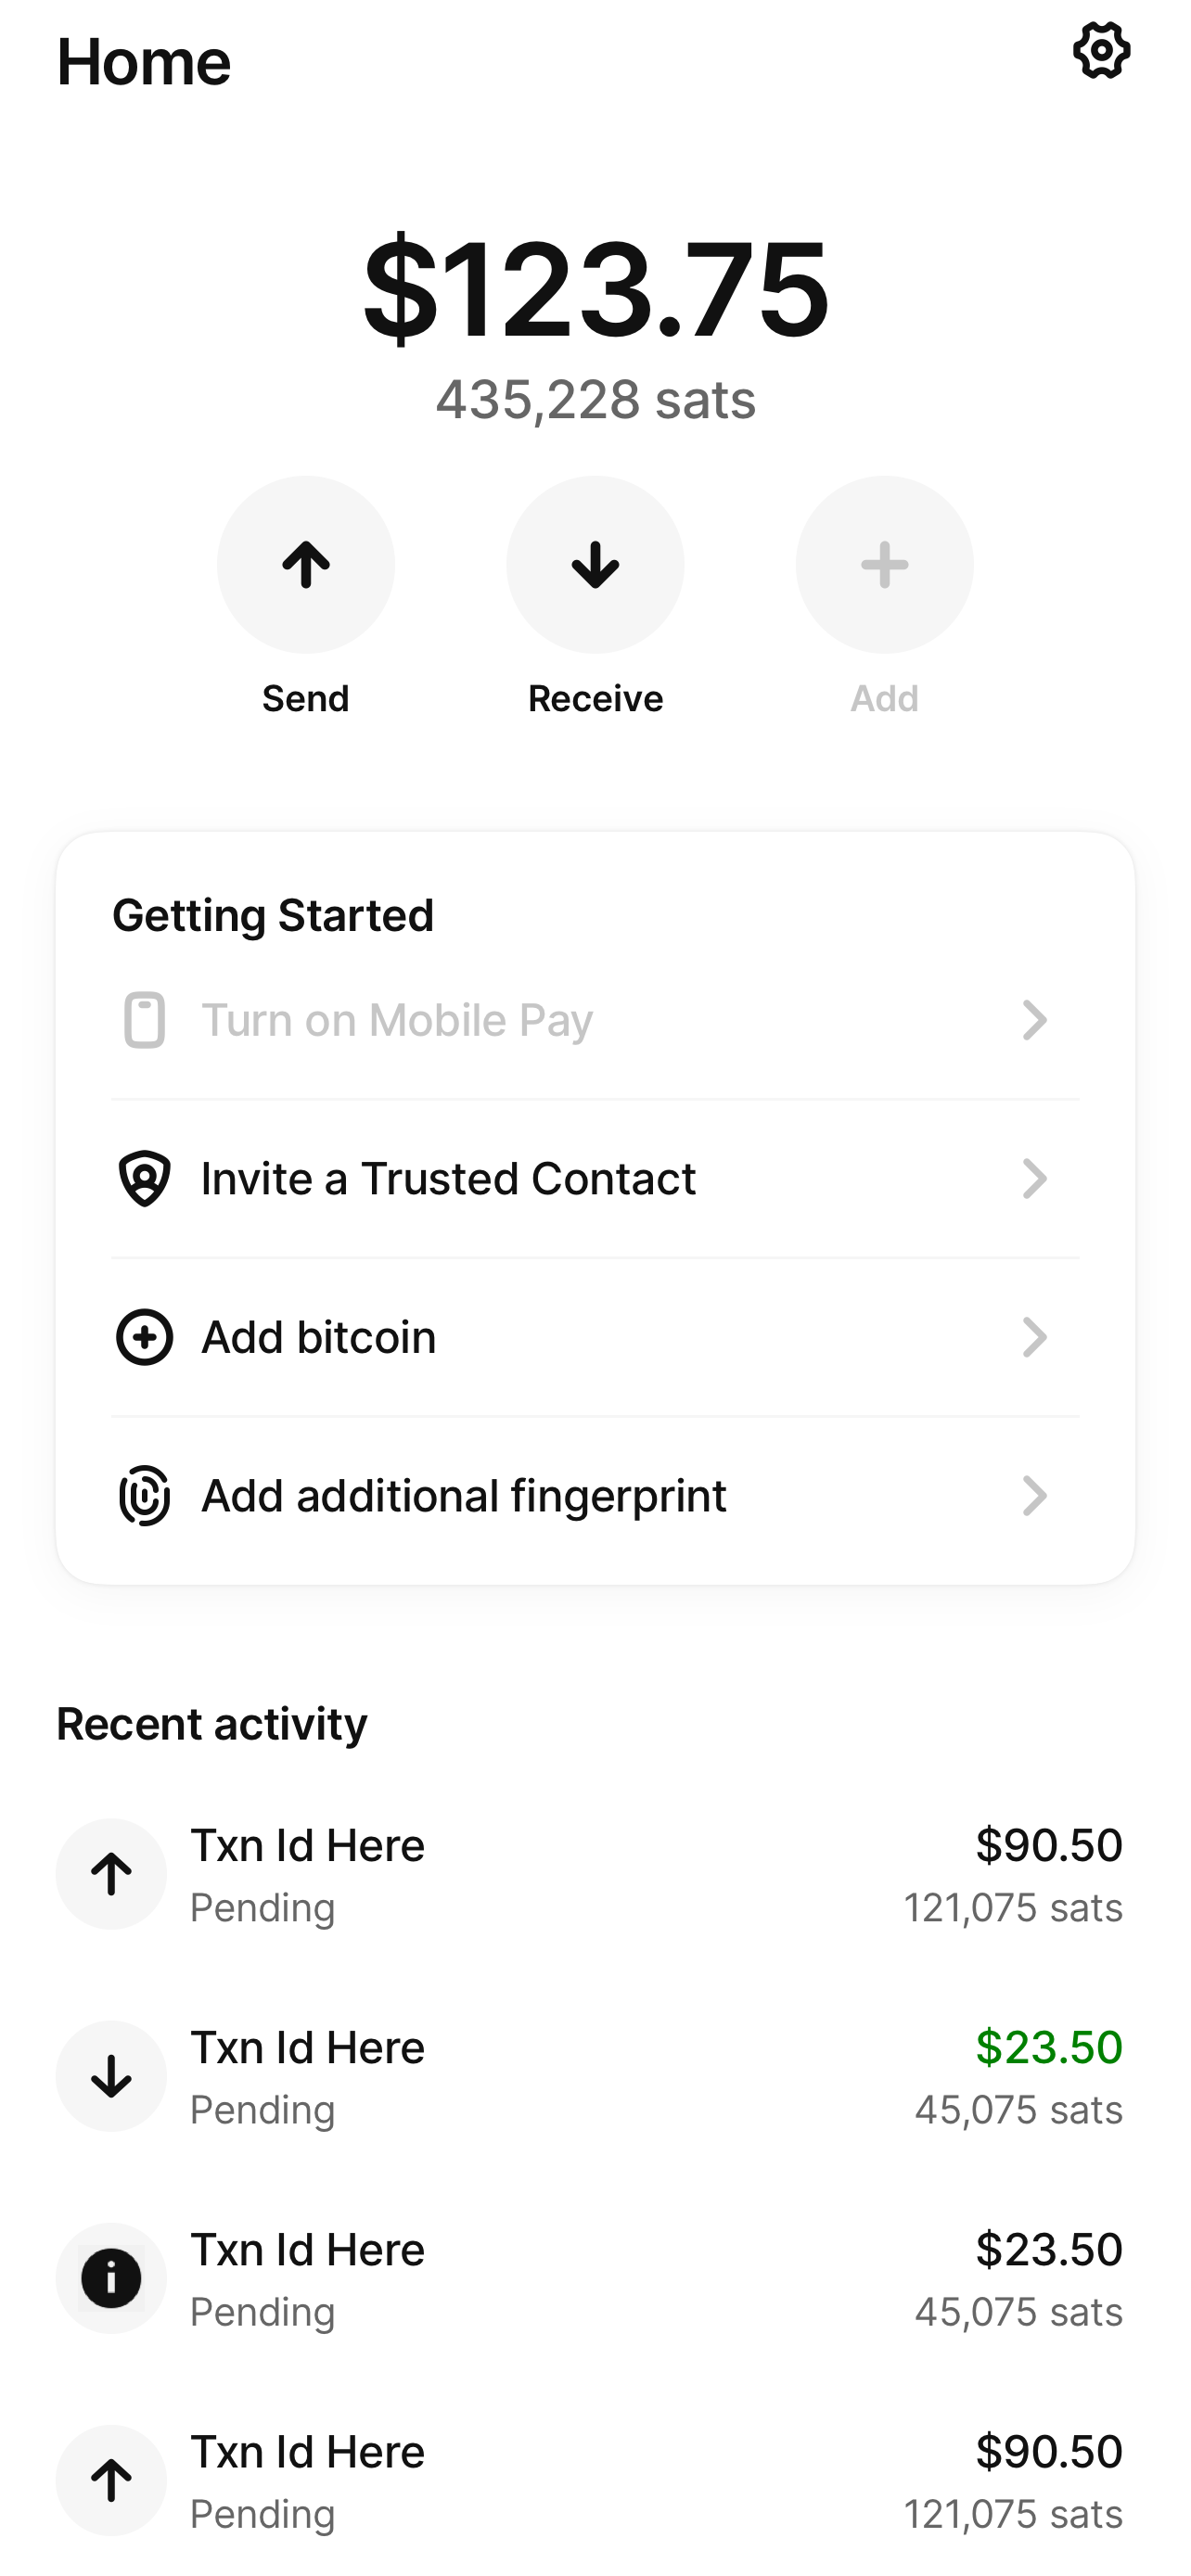 Home
$123.75
435,228 sats
Send
Receive
Add
Getting Started
Turn on Mobile Pay
Invite a Trusted Contact
Add bitcoin
Add additional fingerprint
Recent activity
Txn Id Here
$90.50
Pending
121,075 sats
Txn Id Here
$23.50
Pending
45,075 sats
Txn Id Here
$23.50
Pending
45,075 sats
Txn Id Here
$90.50
Pending
121,075 sats